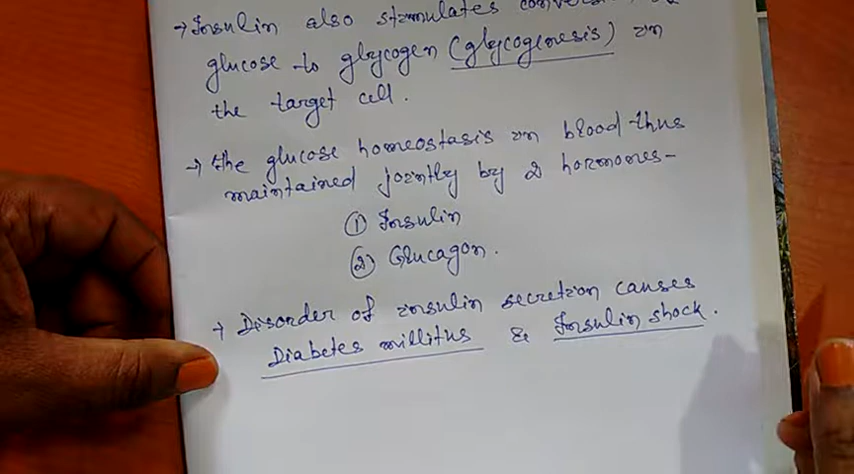 → Insulin also stimulates
glucose to glycogen (glycogenesis) in
the target cell.
→ the glucose homeostasis in blood thus
maintained jointly by 2 hormones-
① Insulin
② Glucagon.
→ Disorder of insulin secretion causes
Diabetes millitus & Insulin shock.